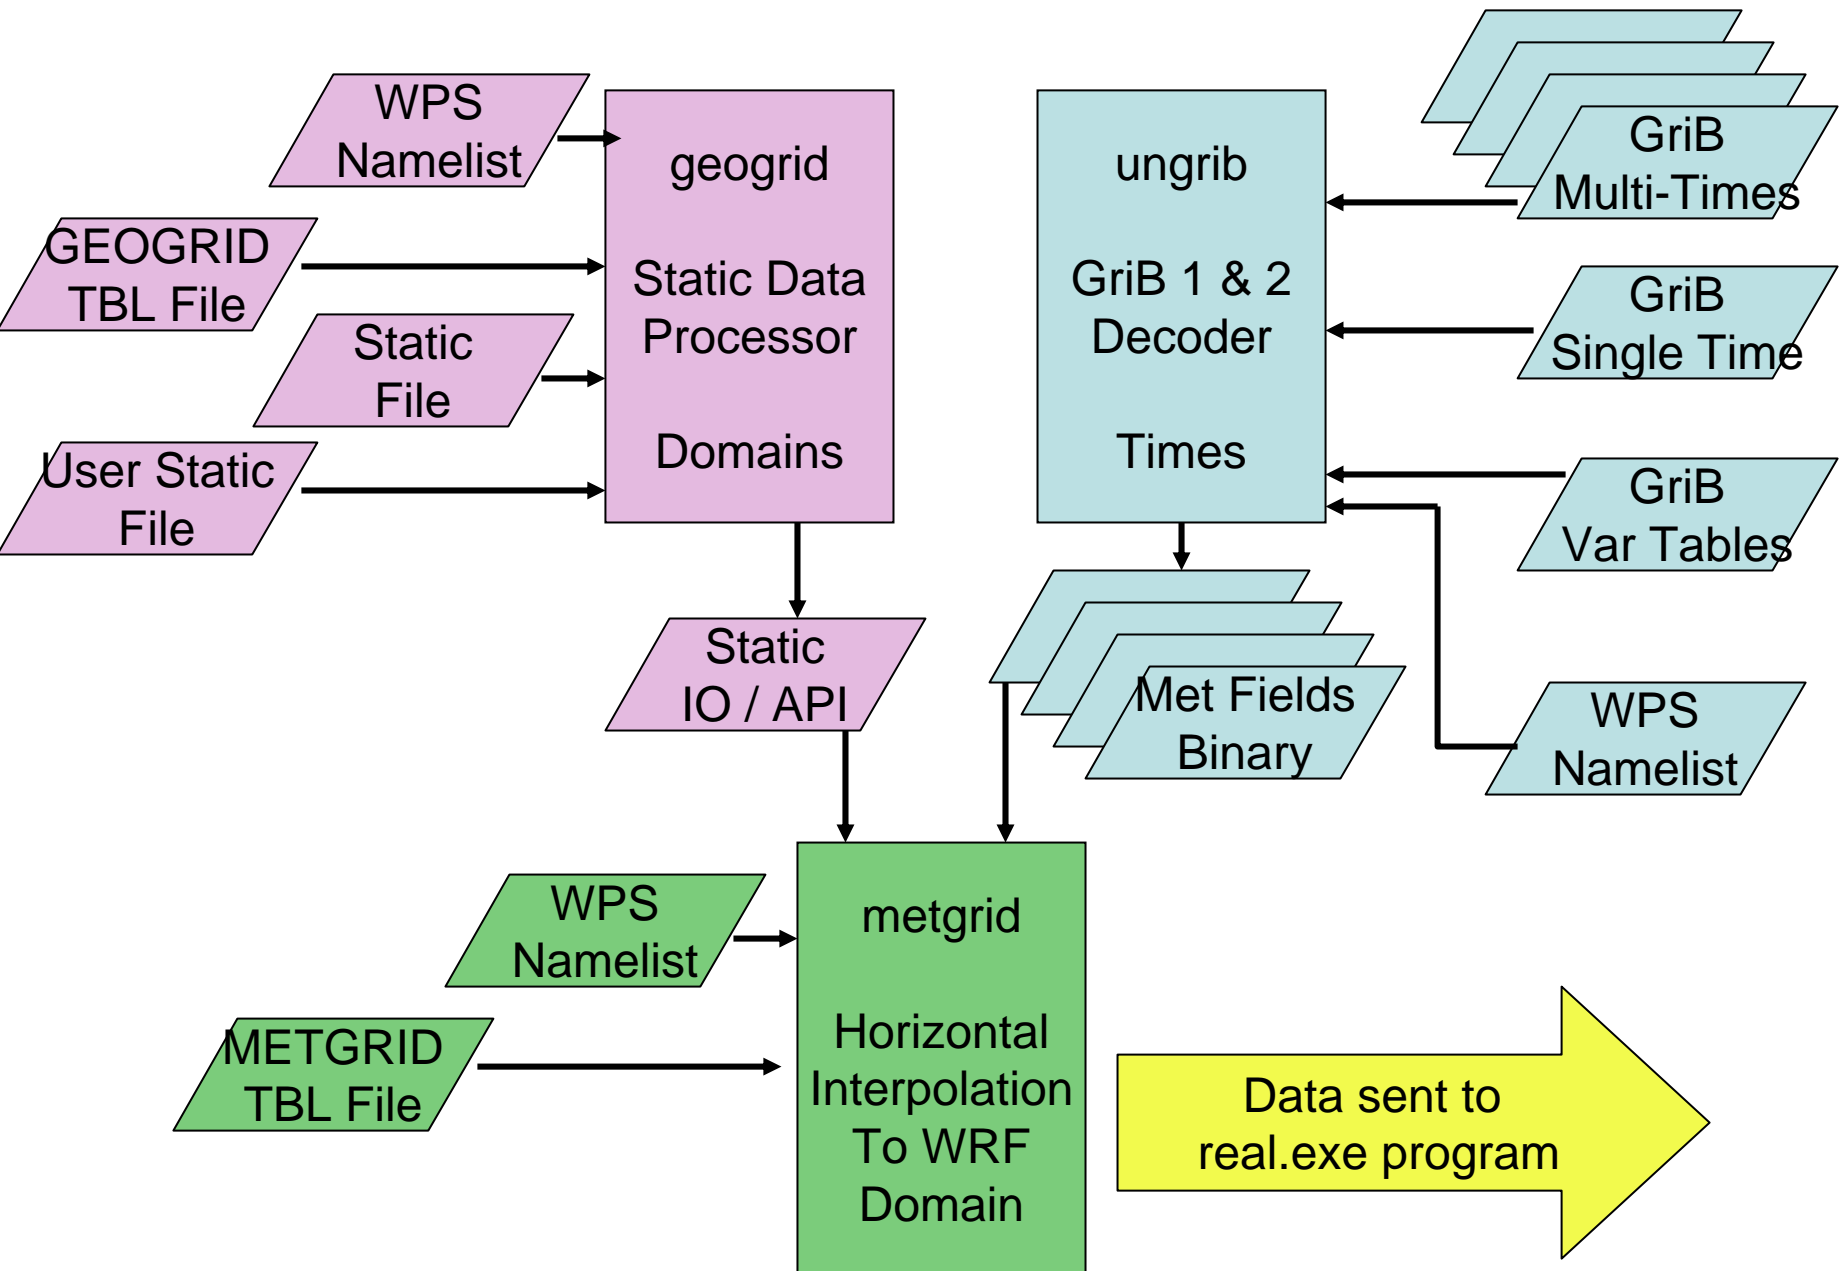 WPS
Namelist
GEOGRID
TBL File
Static
File
User Static
File
geogrid
Static Data
Processor
Domains
ungrib
GriB 1 & 2
Decoder
Times
GriB
Multi-Times
GriB
Single Time
GriB
Var Tables
WPS
Namelist
Static
IO / API
Met Fields
Binary
WPS
Namelist
METGRID
TBL File
metgrid
Horizontal
Interpolation
To WRF
Domain
Data sent to
real.exe program